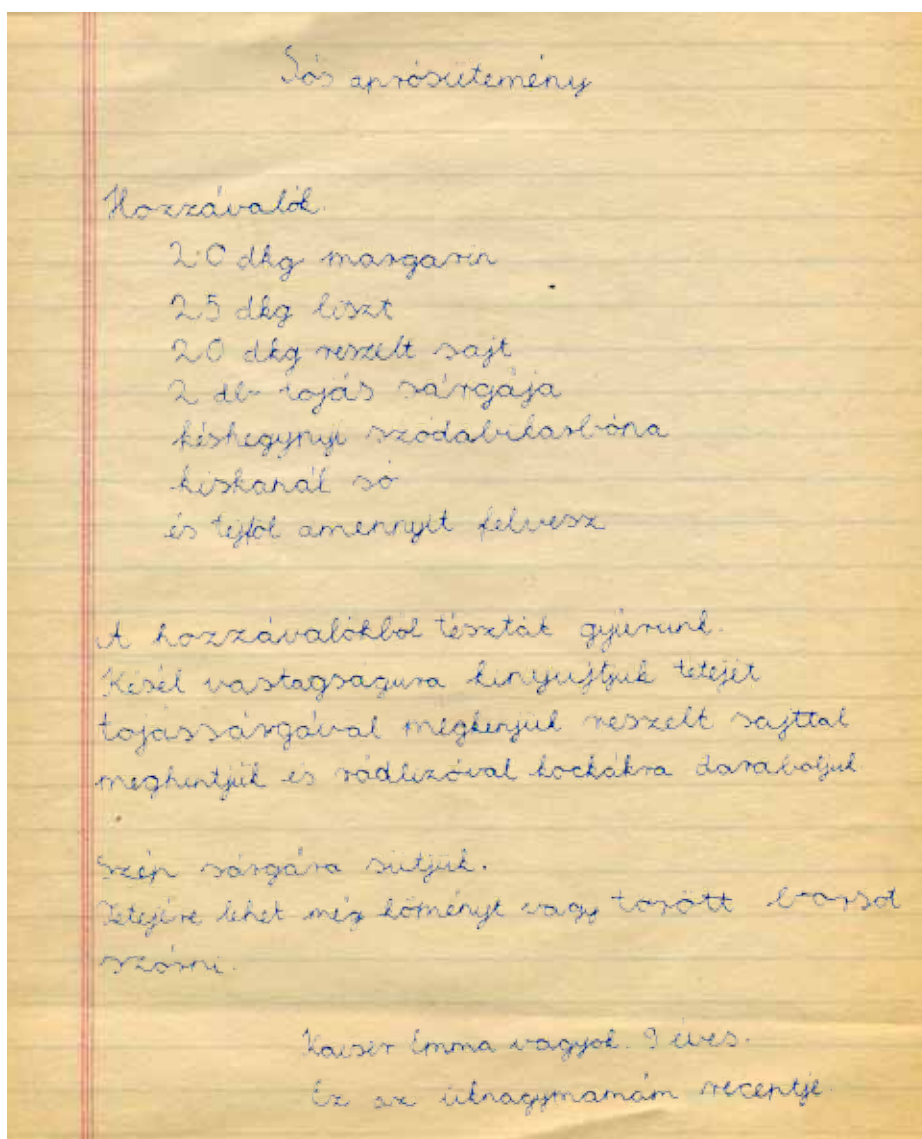 Sós aprósütemény
Hozzávalók.
20 dkg margarin
25 dkg liszt
20 dkg reszelt sajt
2 db tojás sárgája
késhegynyi szódabikarbóna
kiskanál só
és tejföl amennyit felvesz
A hozzávalókból tésztát gyúrunk.
Késél vastagságura kinyujtjuk tetejét
tojássárgával megkenjük reszelt sajttal
meghintjük és rádlizóval kockákra daraboljuk
Szép sárgára sütjük.
Tetejére lehet még köményt vagy törött borsot
szórni.
Kaiser Emma vagyok. 9 éves.
Ez az üknagymamám receptje.